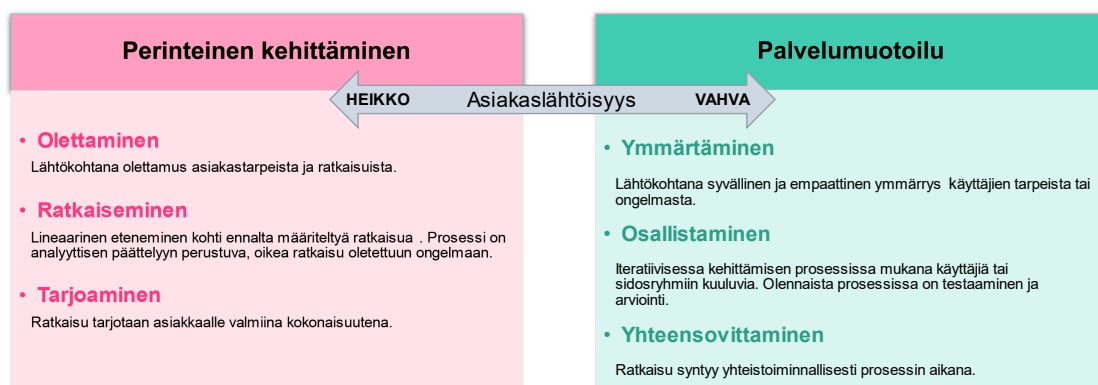 Perinteinen kehittäminen
Palvelumuotoilu
HEIKKO Asiakaslähtöisyys VAHVA
• Olettaminen
Lähtökohtana olettamus asiakastarpeista ja ratkaisuista.
• Ratkaiseminen
Lineaarinen eteneminen kohti ennalta määriteltyä ratkaisua . Prosessi on
analyyttisen päättelyyn perustuva, oikea ratkaisu oletettuun ongelmaan.
• Tarjoaminen
Ratkaisu tarjotaan asiakkaalle valmiina kokonaisuutena.
• Ymmärtäminen
Lähtökohtana syvällinen ja empaattinen ymmärrys käyttäjien tarpeista tai
ongelmasta.
• Osallistaminen
Iteratiivisessa kehittämisen prosessissa mukana käyttäjiä tai
sidosryhmiin kuuluvia. Olennaista prosessissa on testaaminen ja
arviointi.
• Yhteensovittaminen
Ratkaisu syntyy yhteistoiminnallisesti prosessin aikana.